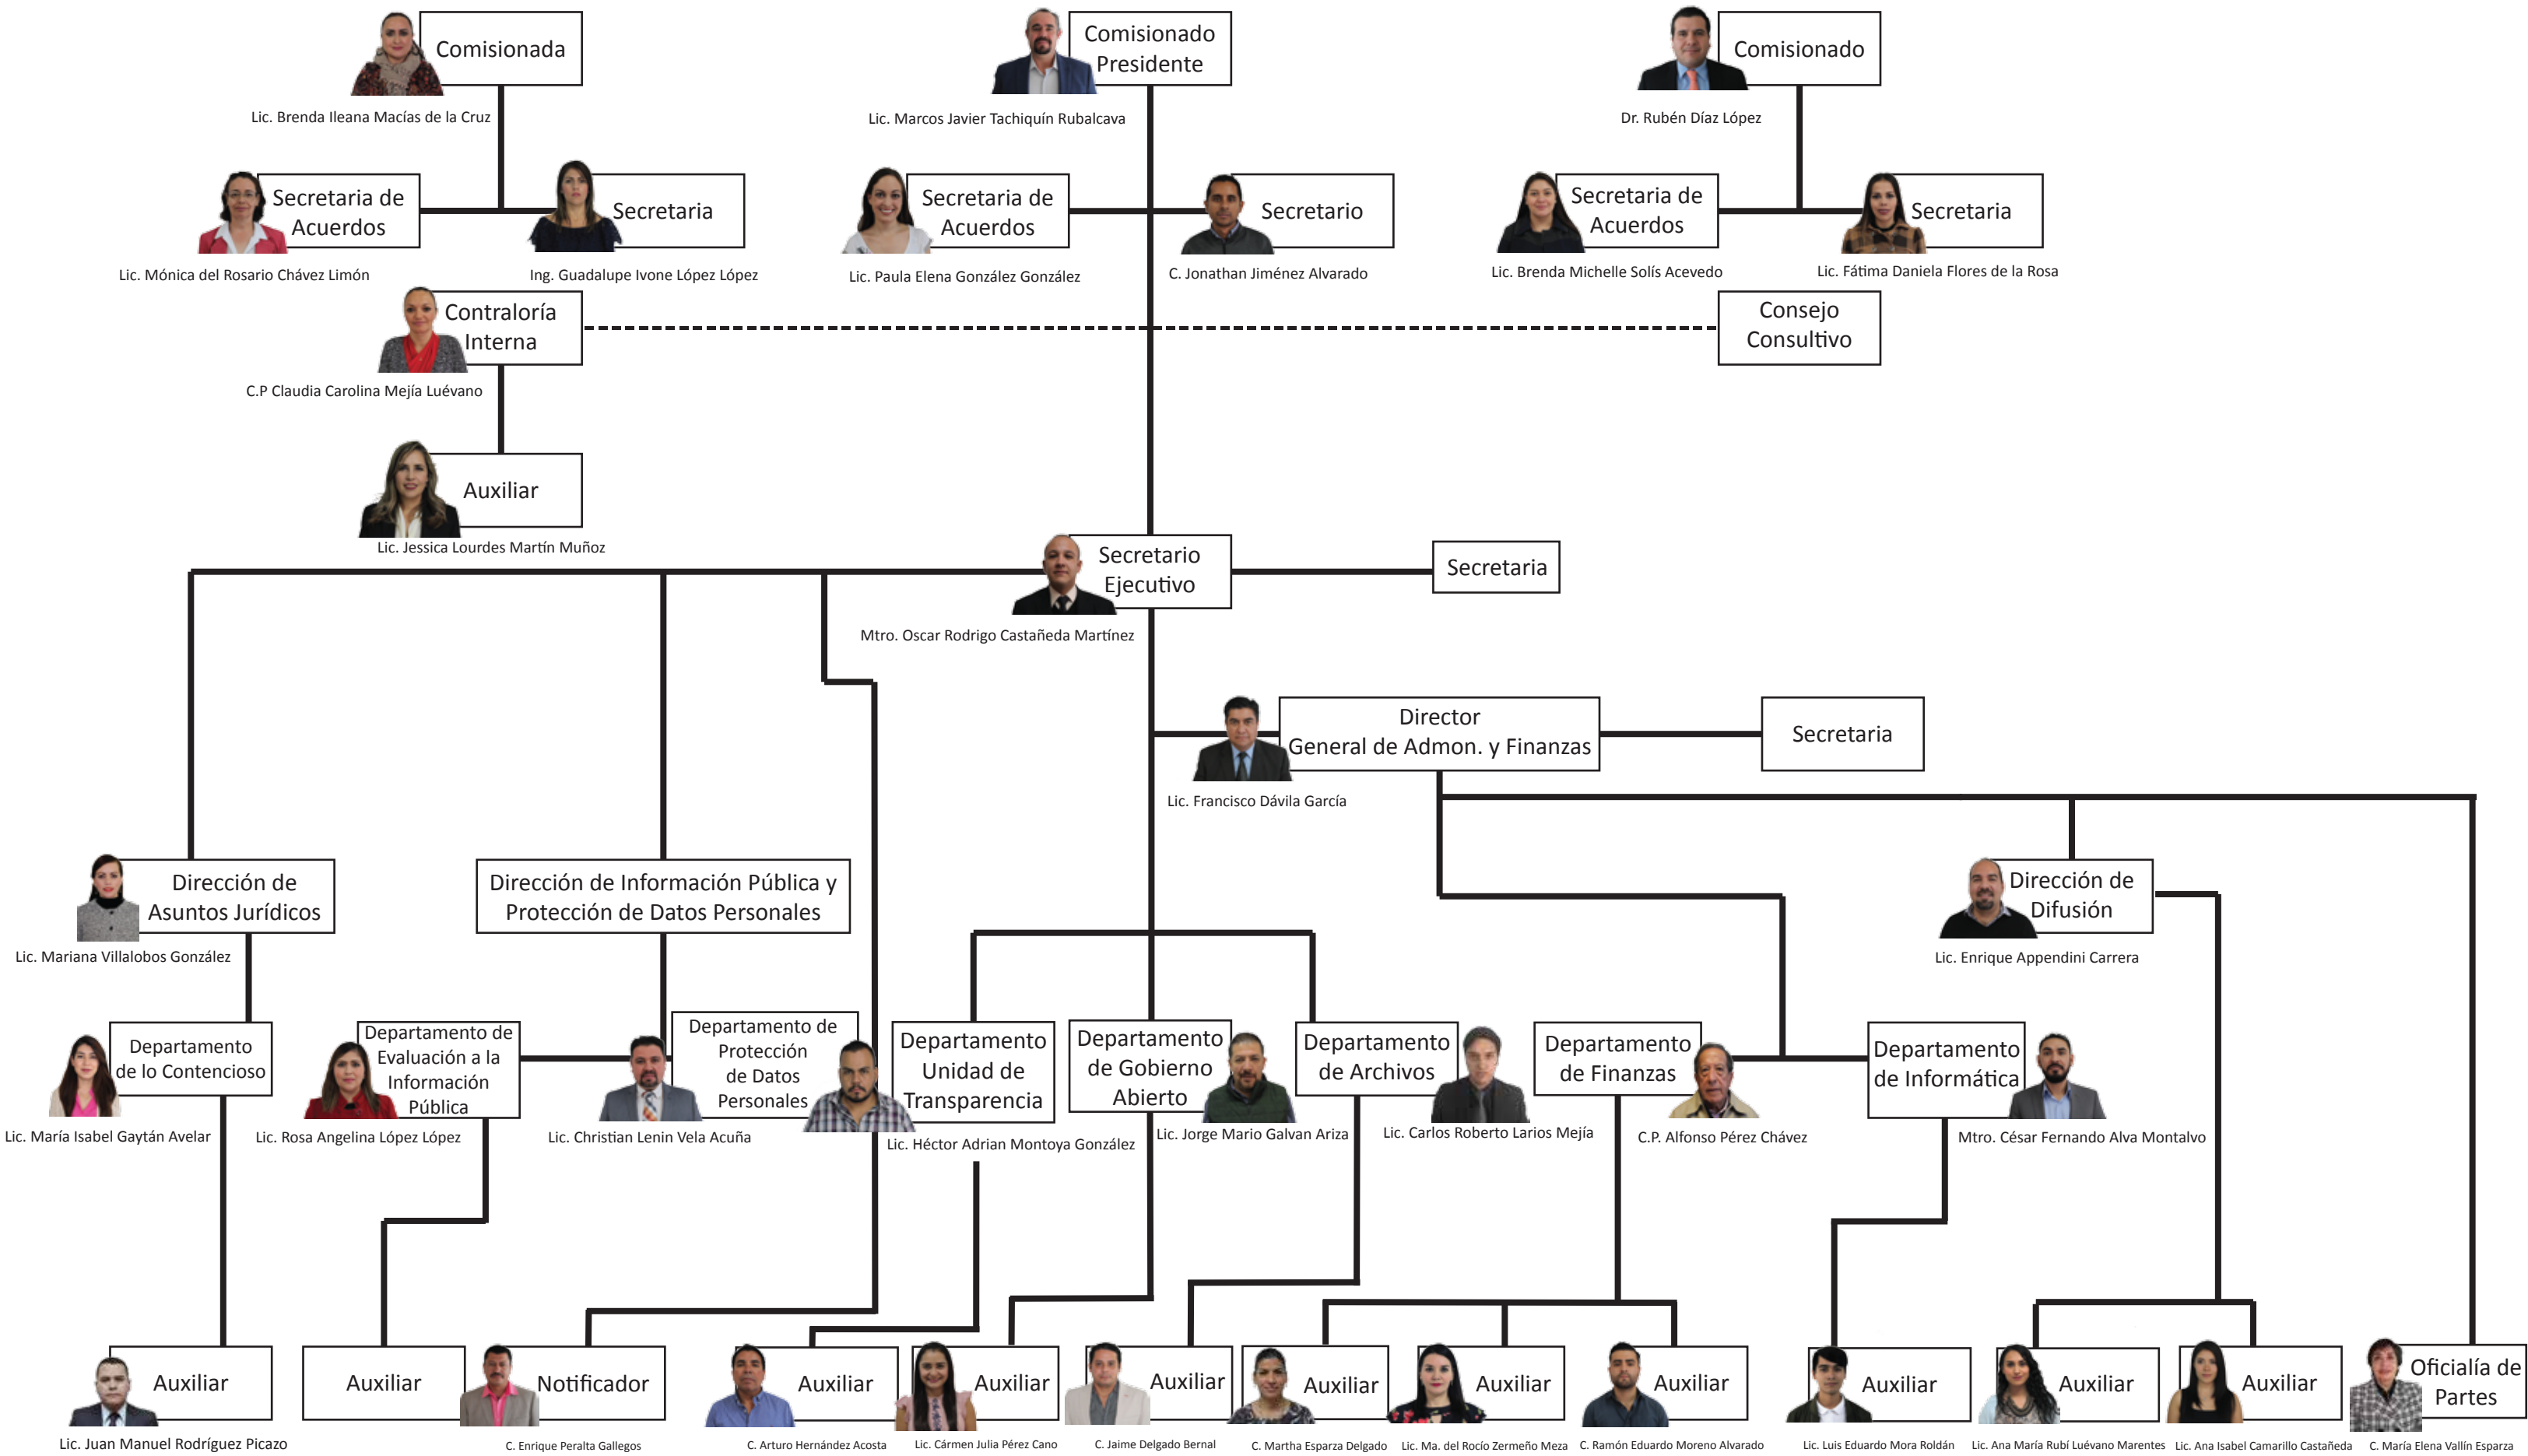 Comisionada
Lic. Brenda Ileana Macías de la Cruz
Comisionado
Presidente
Lic. Marcos Javier Tachiquín Rubalcava
Comisionado
Dr. Rubén Díaz López
Secretaria de
Acuerdos
Lic. Mónica del Rosario Chávez Limón
Secretaria
Ing. Guadalupe Ivone López López
Secretaria de
Acuerdos
Lic. Paula Elena González González
Secretario
C. Jonathan Jiménez Alvarado
Secretaria de
Acuerdos
Lic. Brenda Michelle Solís Acevedo
Secretaria
Lic. Fátima Daniela Flores de la Rosa
Contraloría
Interna
C.P Claudia Carolina Mejía Luévano
Consejo
Consultivo
Auxiliar
Lic. Jessica Lourdes Martín Muñoz
Secretario
Ejecutivo
Mtro. Oscar Rodrigo Castañeda Martínez
Secretaria
Director
General de Admon. y Finanzas
Lic. Francisco Dávila García
Secretaria
Dirección de
Asuntos Jurídicos
Lic. Mariana Villalobos González
Dirección de Información Pública y
Protección de Datos Personales
Dirección de
Difusión
Lic. Enrique Appendini Carrera
Departamento
de lo Contencioso
Lic. María Isabel Gaytán Avelar
Departamento de
Evaluación a la
Información
Pública
Lic. Rosa Angelina López López
Departamento de
Protección
de Datos
Personales
Lic. Christian Lenin Vela Acuña
Departamento
Unidad de
Transparencia
Lic. Héctor Adrian Montoya González
Departamento
de Gobierno
Abierto
Lic. Jorge Mario Galvan Ariza
Departamento
de Archivos
Lic. Carlos Roberto Larios Mejía
Departamento
de Finanzas
C.P. Alfonso Pérez Chávez
Departamento
de Informática
Mtro. César Fernando Alva Montalvo
Auxiliar
Lic. Juan Manuel Rodríguez Picazo
Auxiliar
Notificador
C. Enrique Peralta Gallegos
Auxiliar
C. Arturo Hernández Acosta
Auxiliar
Lic. Cármen Julia Pérez Cano
Auxiliar
C. Jaime Delgado Bernal
Auxiliar
C. Martha Esparza Delgado
Auxiliar
Lic. Ma. del Rocío Zermeño Meza
Auxiliar
C. Ramón Eduardo Moreno Alvarado
Auxiliar
Lic. Luis Eduardo Mora Roldán
Auxiliar
Lic. Ana María Rubí Luévano Marentes
Auxiliar
Lic. Ana Isabel Camarillo Castañeda
Oficialía de
Partes
C. María Elena Vallín Esparza